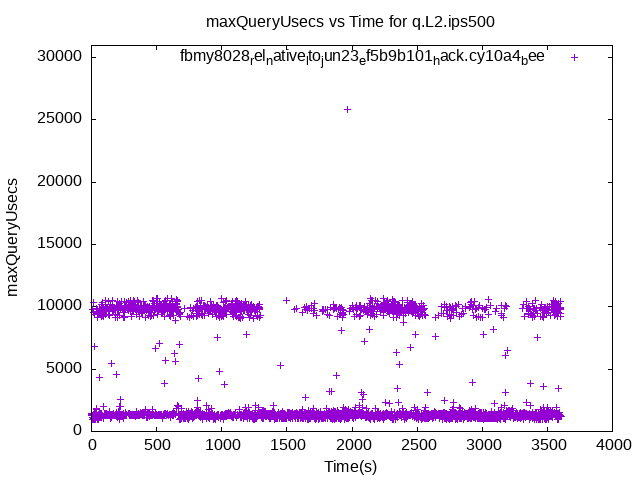 maxQueryUsecs vs Time for q.L2.ips500
fbmy8028relnativeltojun23ef5b9b101hack.cy10a4bee
30000
25000
20000
15000
10000
5000
0
maxQueryUsecs
0 500 1000 1500 2000 2500 3000 3500 4000
Time(s)